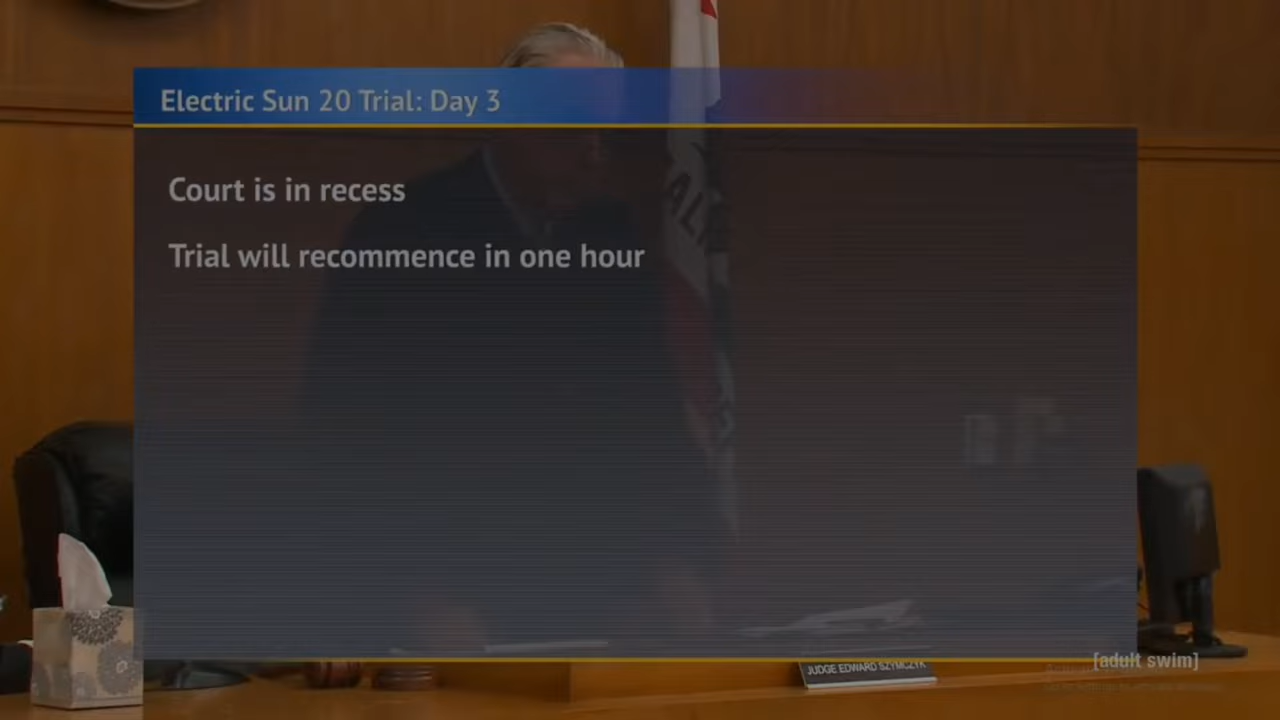 Electric Sun 20 Trial: Day 3
Court is in recess
Trial will recommence in one hour
JUDGE EDWARD SZYMCZYK
[adult swim]